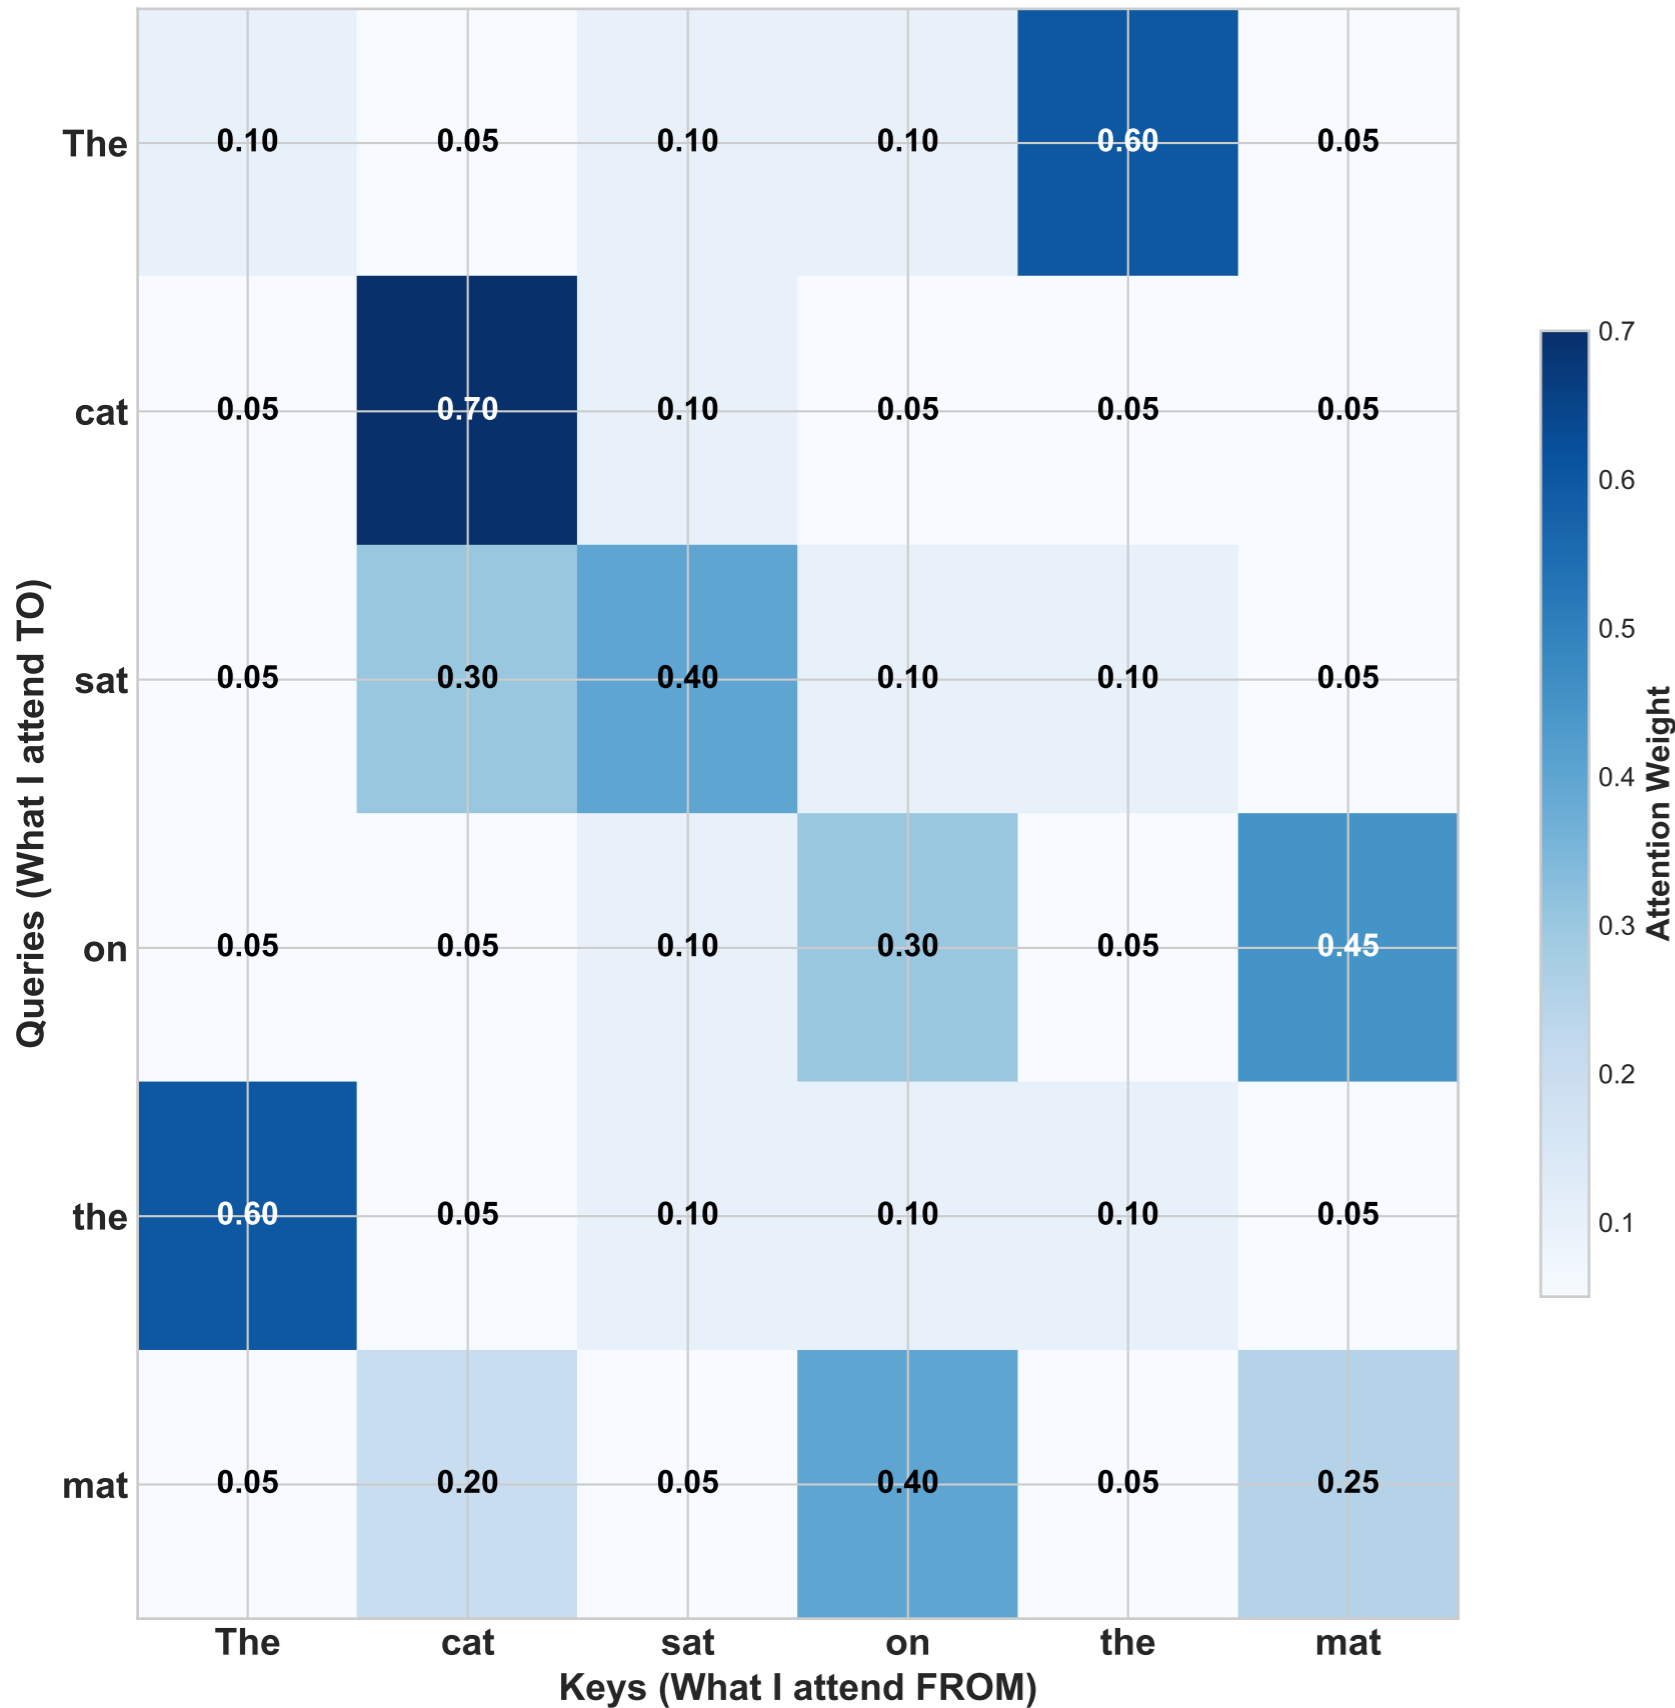 The 0.10 0.05 0.10 0.10 0.60 0.05
0.7
cat 0.05 0.70 0.10 0.05 0.05 0.05
0.6
0.5
sat 0.05 0.30 0.40 0.10 0.10 0.05
0.4
0.3
on 0.05 0.05 0.10 0.30 0.05 0.45
0.2
the 0.60 0.05 0.10 0.10 0.10 0.05
0.1
mat 0.05 0.20 0.05 0.40 0.05 0.25
The cat sat on the mat
Keys (What I attend FROM)
Queries (What I attend TO)
Attention Weight